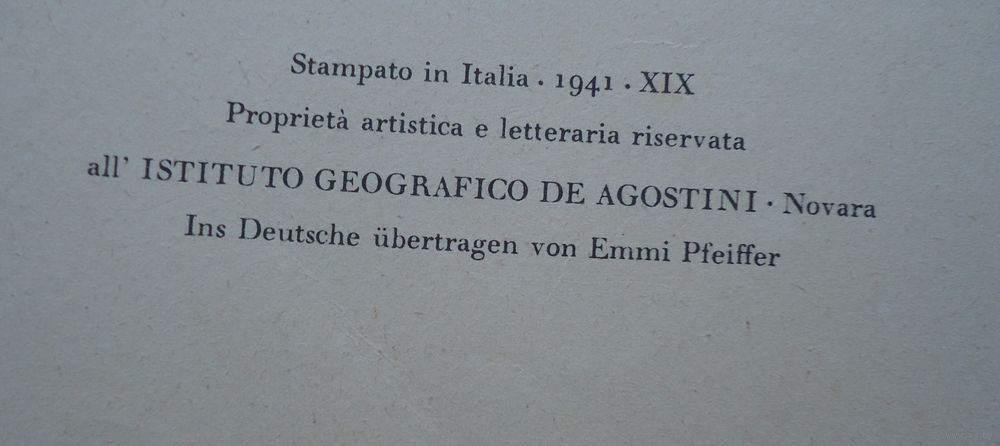 Stampato in Italia · 1941 · XIX
Proprietà artistica e letteraria riservata
all' ISTITUTO GEOGRAFICO DE AGOSTINI · Novara
Ins Deutsche übertragen von Emmi Pfeiffer